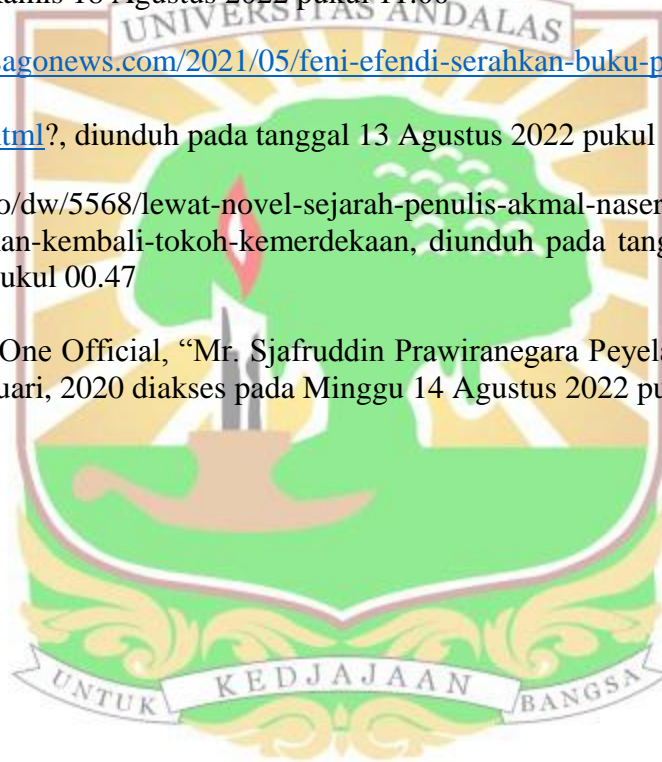 18 Agustus 2022 pukul 11.00
UNIVERSITAS ANDALAS
agonews.com/2021/05/feni-efendi-serahkan-buku-p
tml?, diunduh pada tanggal 13 Agustus 2022 pukul
o/dw/5568/lewat-novel-sejarah-penulis-akmal-naser
an-kembali-tokoh-kemerdekaan, diunduh pada tang
ukul 00.47
One Official, “Mr. Sjafruddin Prawiranegara Peyela
uari, 2020 diakses pada Minggu 14 Agustus 2022 pu
UNTUK KEDJAJAAN BANGSA